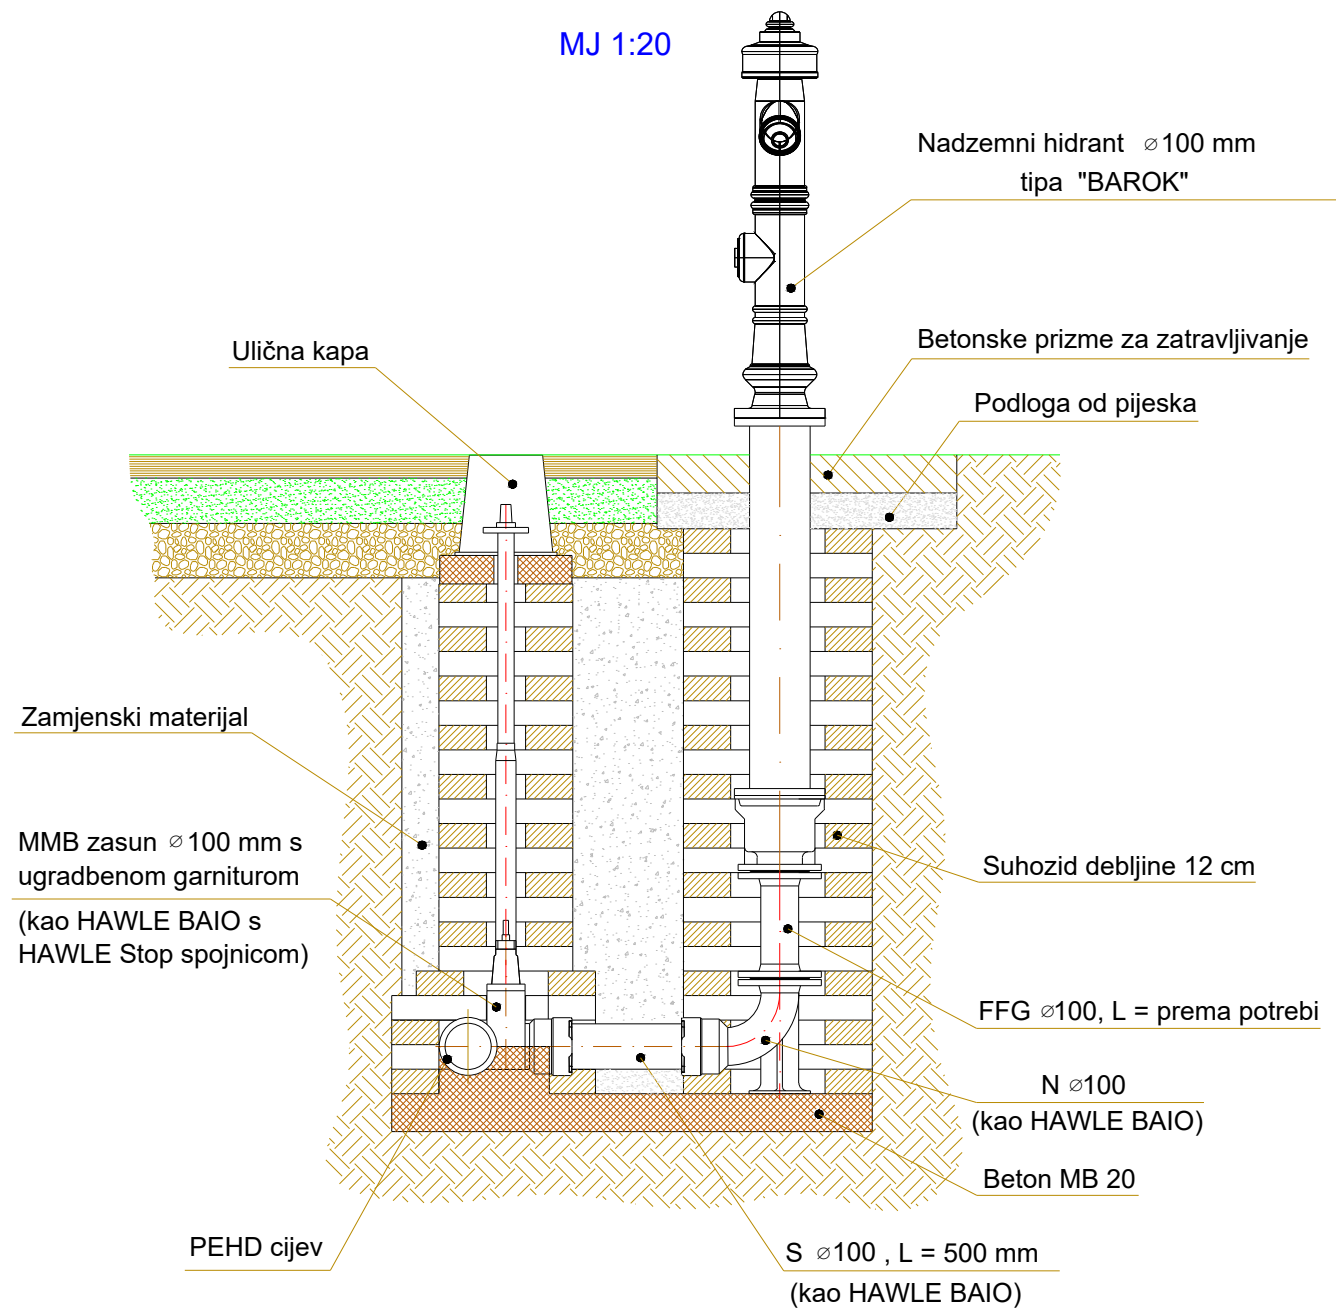 MJ 1:20
Nadzemni hidrant ⌀100 mm
tipa "BAROK"
Ulična kapa
Betonske prizme za zatravljivanje
Podloga od pijeska
Zamjenski materijal
MMB zasun ⌀100 mm s
ugradbenom garniturom
(kao HAWLE BAIO s
HAWLE Stop spojnicom)
Suhozid debljine 12 cm
FFG ⌀100, L = prema potrebi
N ⌀100
(kao HAWLE BAIO)
Beton MB 20
PEHD cijev
S ⌀100 , L = 500 mm
(kao HAWLE BAIO)